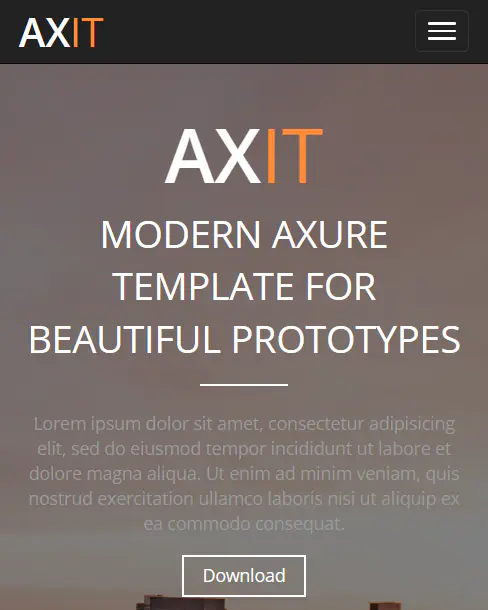 AXIT
AXIT
MODERN AXURE
TEMPLATE FOR
BEAUTIFUL PROTOTYPES
Lorem ipsum dolor sit amet, consectetur adipisicing
elit, sed do eiusmod tempor incididunt ut labore et
dolore magna aliqua. Ut enim ad minim veniam, quis
nostrud exercitation ullamco laboris nisi ut aliquip ex
ea commodo consequat.
Download